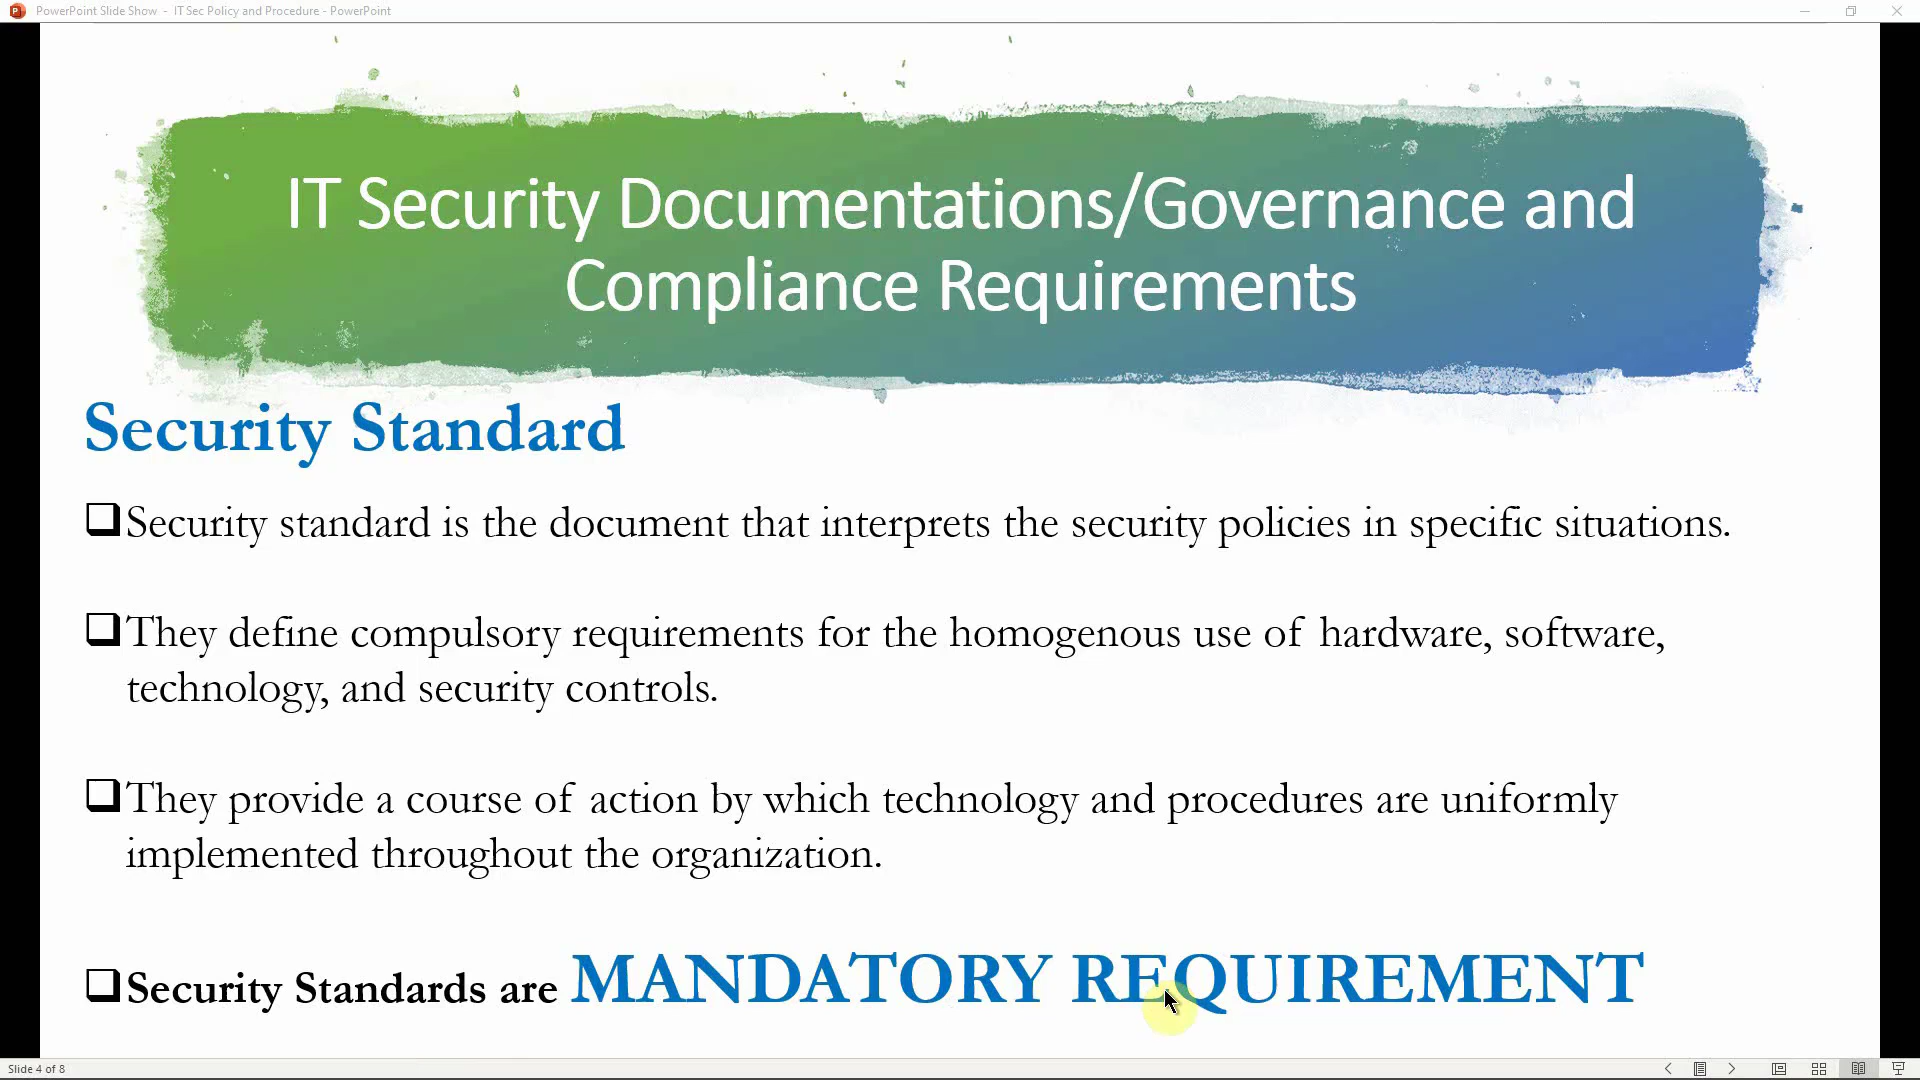 PowerPoint Slide Show - IT Sec Policy and Procedure - PowerPoint
IT Security Documentations/Governance and
Compliance Requirements
Security Standard
Security standard is the document that interprets the security policies in specific situations.
They define compulsory requirements for the homogenous use of hardware, software,
technology, and security controls.
They provide a course of action by which technology and procedures are uniformly
implemented throughout the organization.
Security Standards are MANDATORY REQUIREMENT
Slide 4 of 8